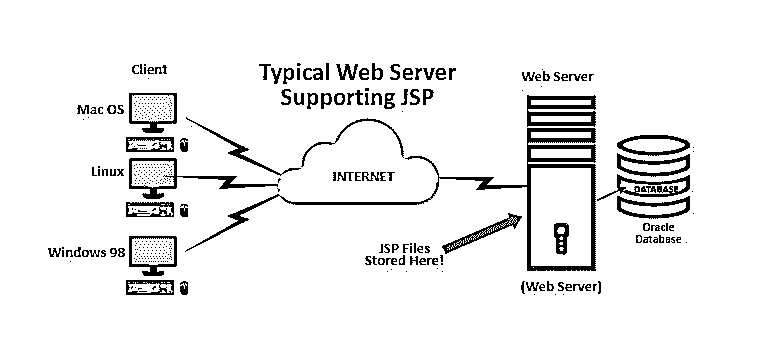 Client
Typical Web Server
Supporting JSP
Web Server
Mac OS
Linux
INTERNET
DATABASE
Oracle
Database
Windows 98
JSP Files
Stored Here!
(Web Server)